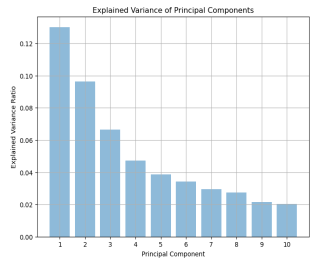 Explained Variance of Principal Components
Explained Variance Ratio
0.12
0.10
0.08
0.06
0.04
0.02
0.00
1 2 3 4 5 6 7 8 9 10
Principal Component